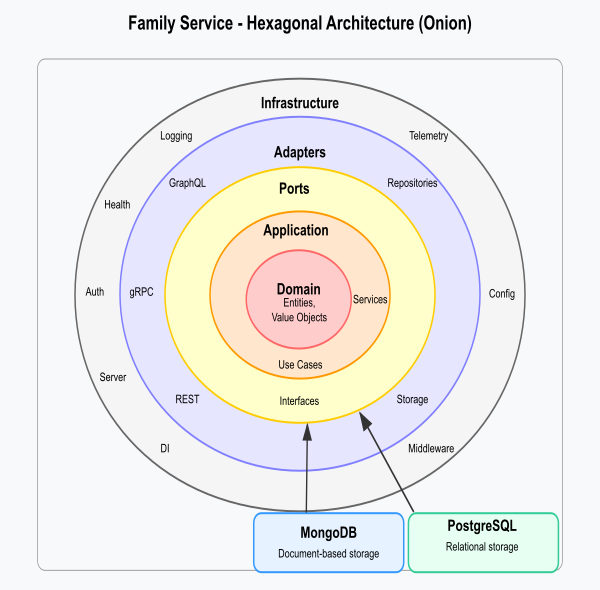 Family Service - Hexagonal Architecture (Onion)
Infrastructure
Logging
Telemetry
Adapters
GraphQL
Repositories
Ports
Health
Application
Domain
Entities,
Value Objects
Services
Auth
gRPC
Config
Use Cases
Server
REST
Interfaces
Storage
DI
Middleware
MongoDB
Document-based storage
PostgreSQL
Relational storage